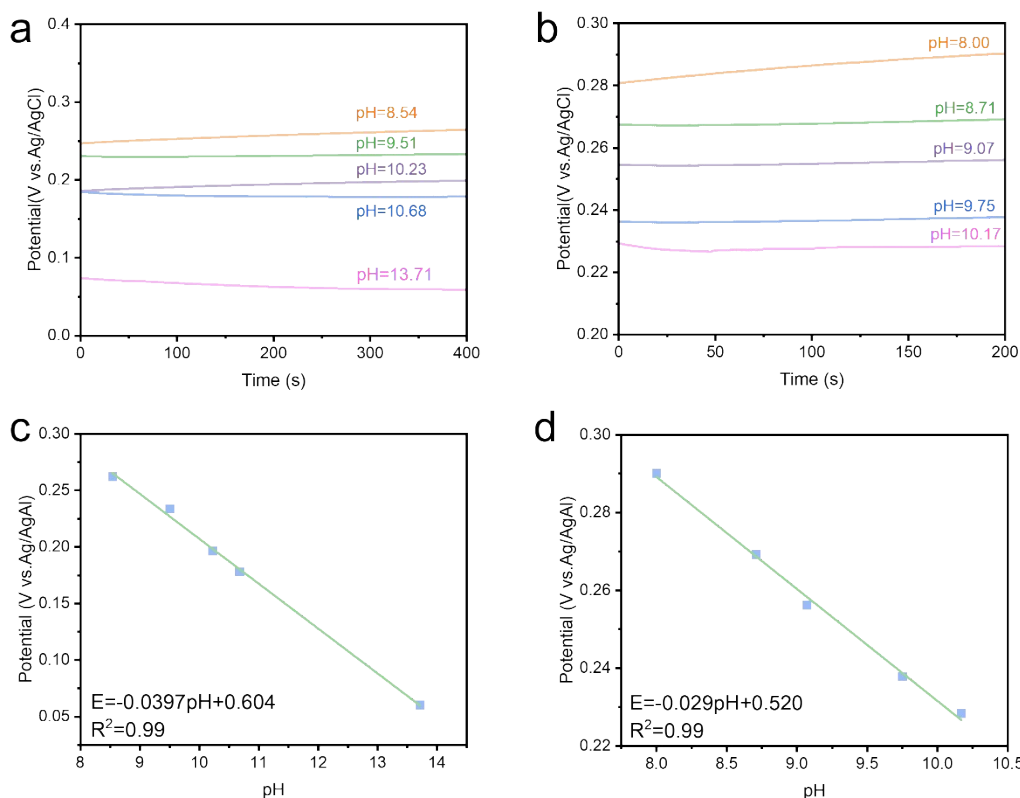 a
0.4
0.3
0.2
0.1
0.0
Potential(V vs.Ag/AgCl)
pH=8.54
pH=9.51
pH=10.23
pH=10.68
pH=13.71
0
100
200
300
400
Time (s)
b
0.30
0.28
0.26
0.24
0.22
0.20
Potential(V vs.Ag/AgCl)
pH=8.00
pH=8.71
pH=9.07
pH=9.75
pH=10.17
0
50
100
150
200
Time (s)
c
0.30
0.25
0.20
0.15
0.10
0.05
Potential (V vs.Ag/AgAl)
E=-0.0397pH+0.604
R²=0.99
8
9
10
11
12
13
14
pH
d
0.30
0.28
0.26
0.24
0.22
Potential (V vs.Ag/AgAl)
E=-0.029pH+0.520
R²=0.99
8.0
8.5
9.0
9.5
10.0
10.5
pH